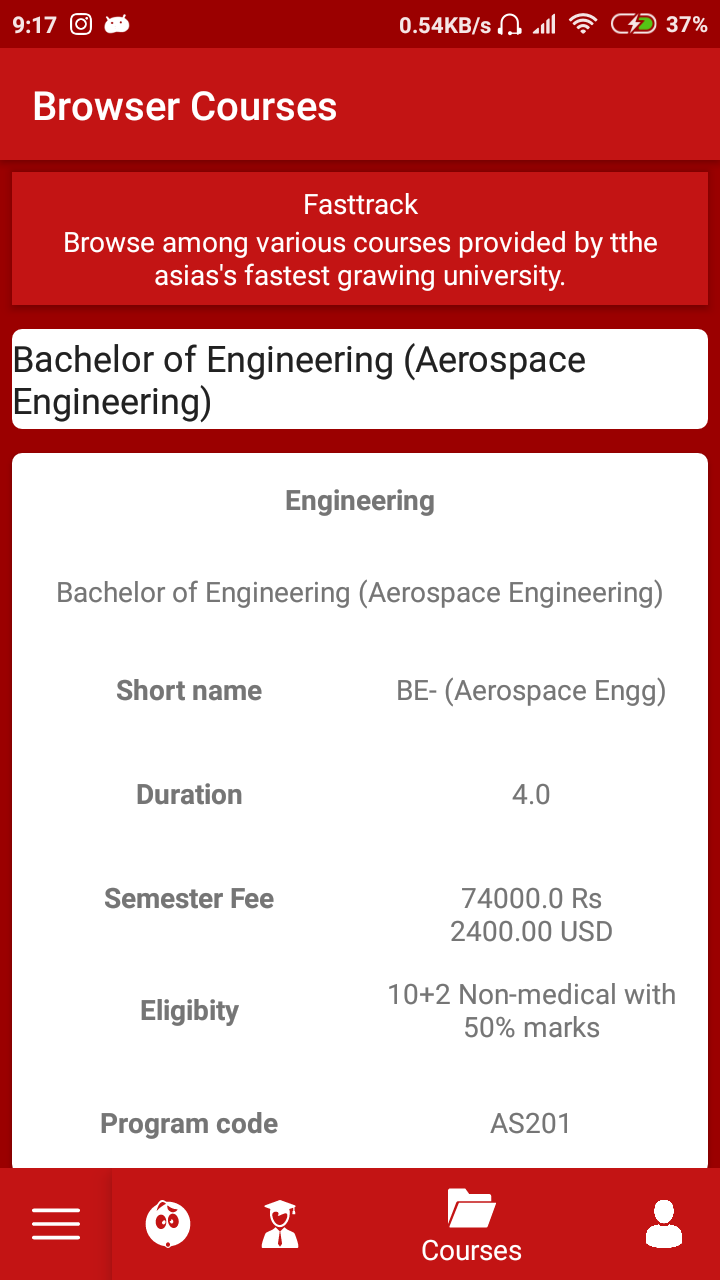 9:17 0.54KB/s 37%
Browser Courses
Fasttrack
Browse among various courses provided by tthe
asias's fastest grawing university.
Bachelor of Engineering (Aerospace
Engineering)
Engineering
Bachelor of Engineering (Aerospace Engineering)
Short name BE- (Aerospace Engg)
Duration 4.0
Semester Fee 74000.0 Rs
2400.00 USD
Eligibity 10+2 Non-medical with
50% marks
Program code AS201
Courses